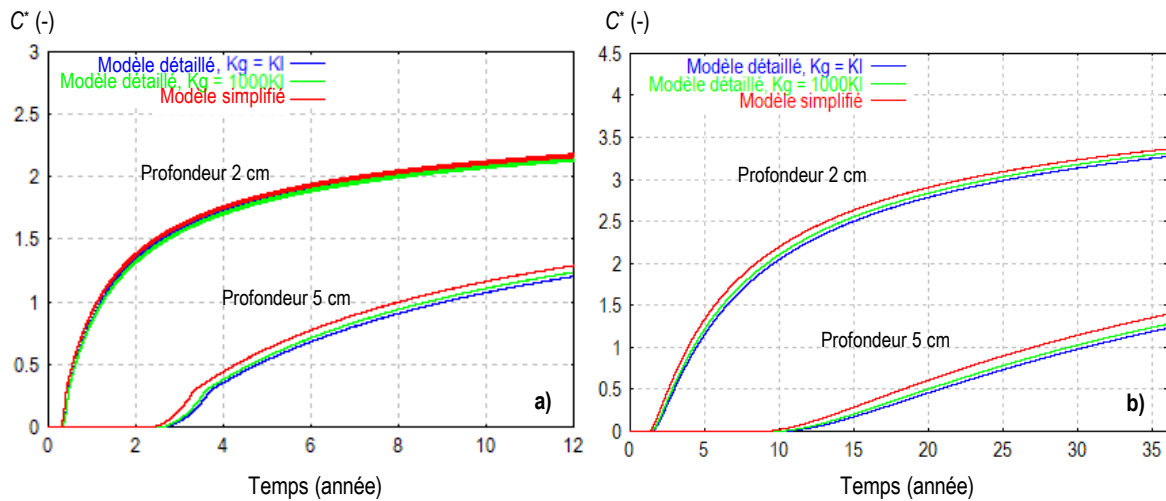 C* (-)
3
2.5
2
1.5
1
0.5
0
Modèle détaillé, Kg = Kl
Modèle détaillé, Kg = 1000Kl
Modèle simplifié
Profondeur 2 cm
Profondeur 5 cm
a)
0 2 4 6 8 10 12
Temps (année)
C* (-)
4.5
4
3.5
3
2.5
2
1.5
1
0.5
0
Modèle détaillé, Kg = Kl
Modèle détaillé, Kg = 1000Kl
Modèle simplifié
Profondeur 2 cm
Profondeur 5 cm
b)
0 5 10 15 20 25 30 35
Temps (année)